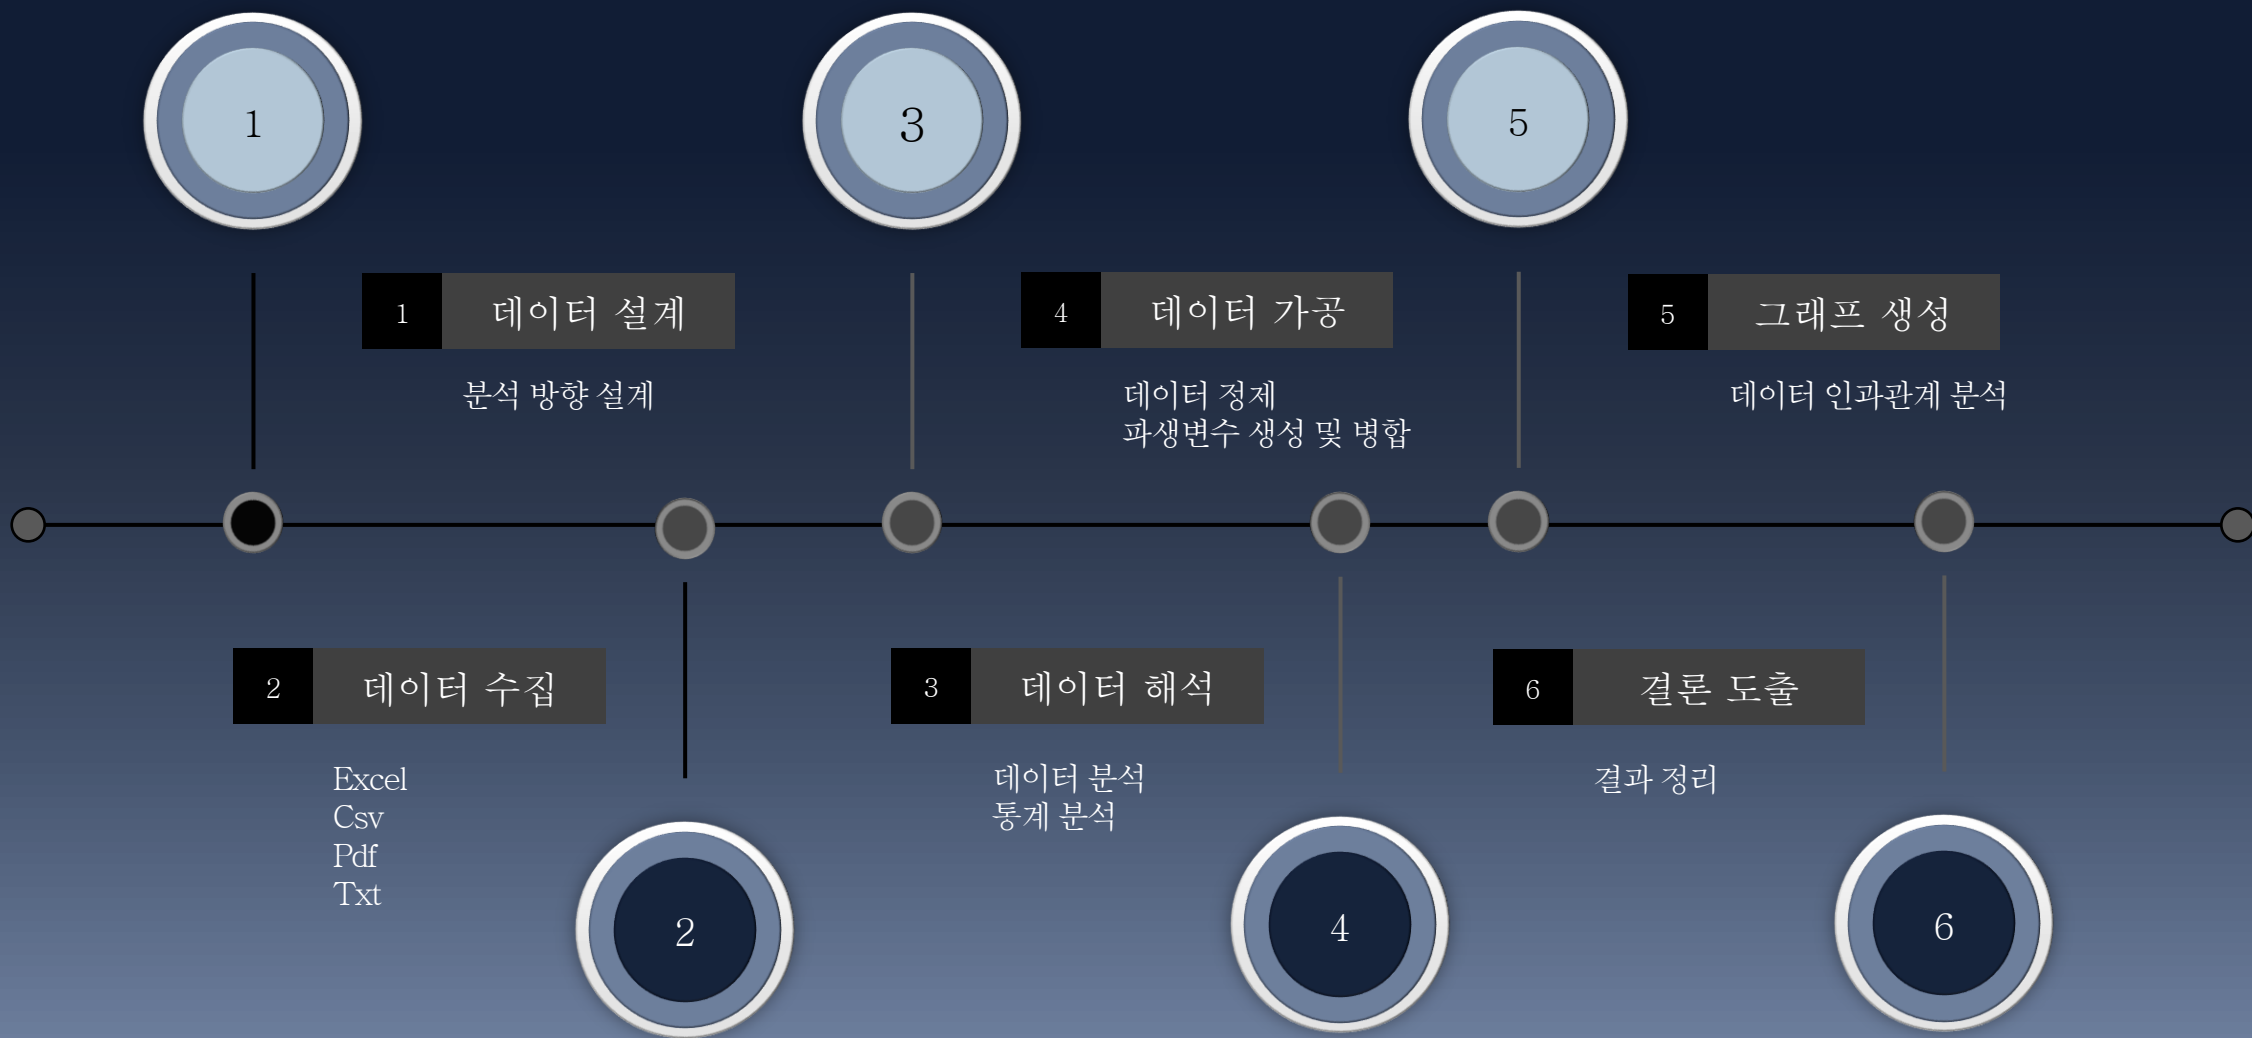 1
3
5
1 데이터 설계
분석 방향 설계
4 데이터 가공
데이터 정제
파생변수 생성 및 병합
5 그래프 생성
데이터 인과관계 분석
2 데이터 수집
Excel
Csv
Pdf
Txt
3 데이터 해석
데이터 분석
통계 분석
6 결론 도출
결과 정리
2
4
6